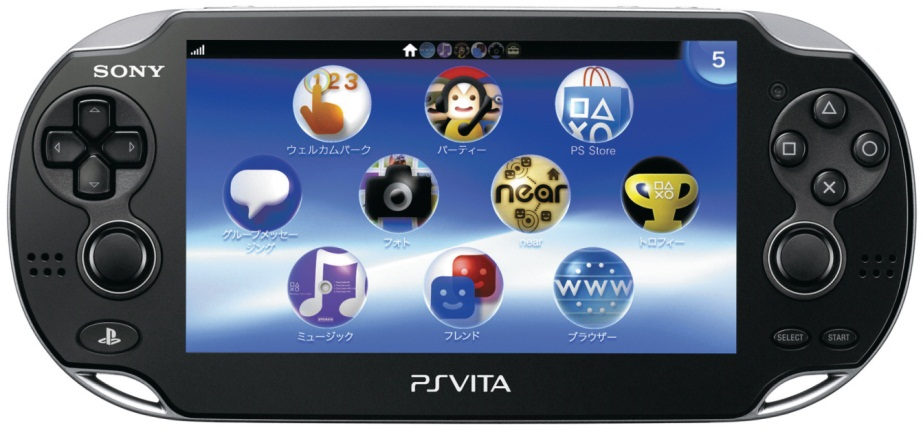 SONY
5
123
ウェルカムパーク
パーティー
PS Store
グループメッセー
ジング
フォト
near
near
トロフィー
ミュージック
フレンド
www
ブラウザー
SELECT
START
PSVITA